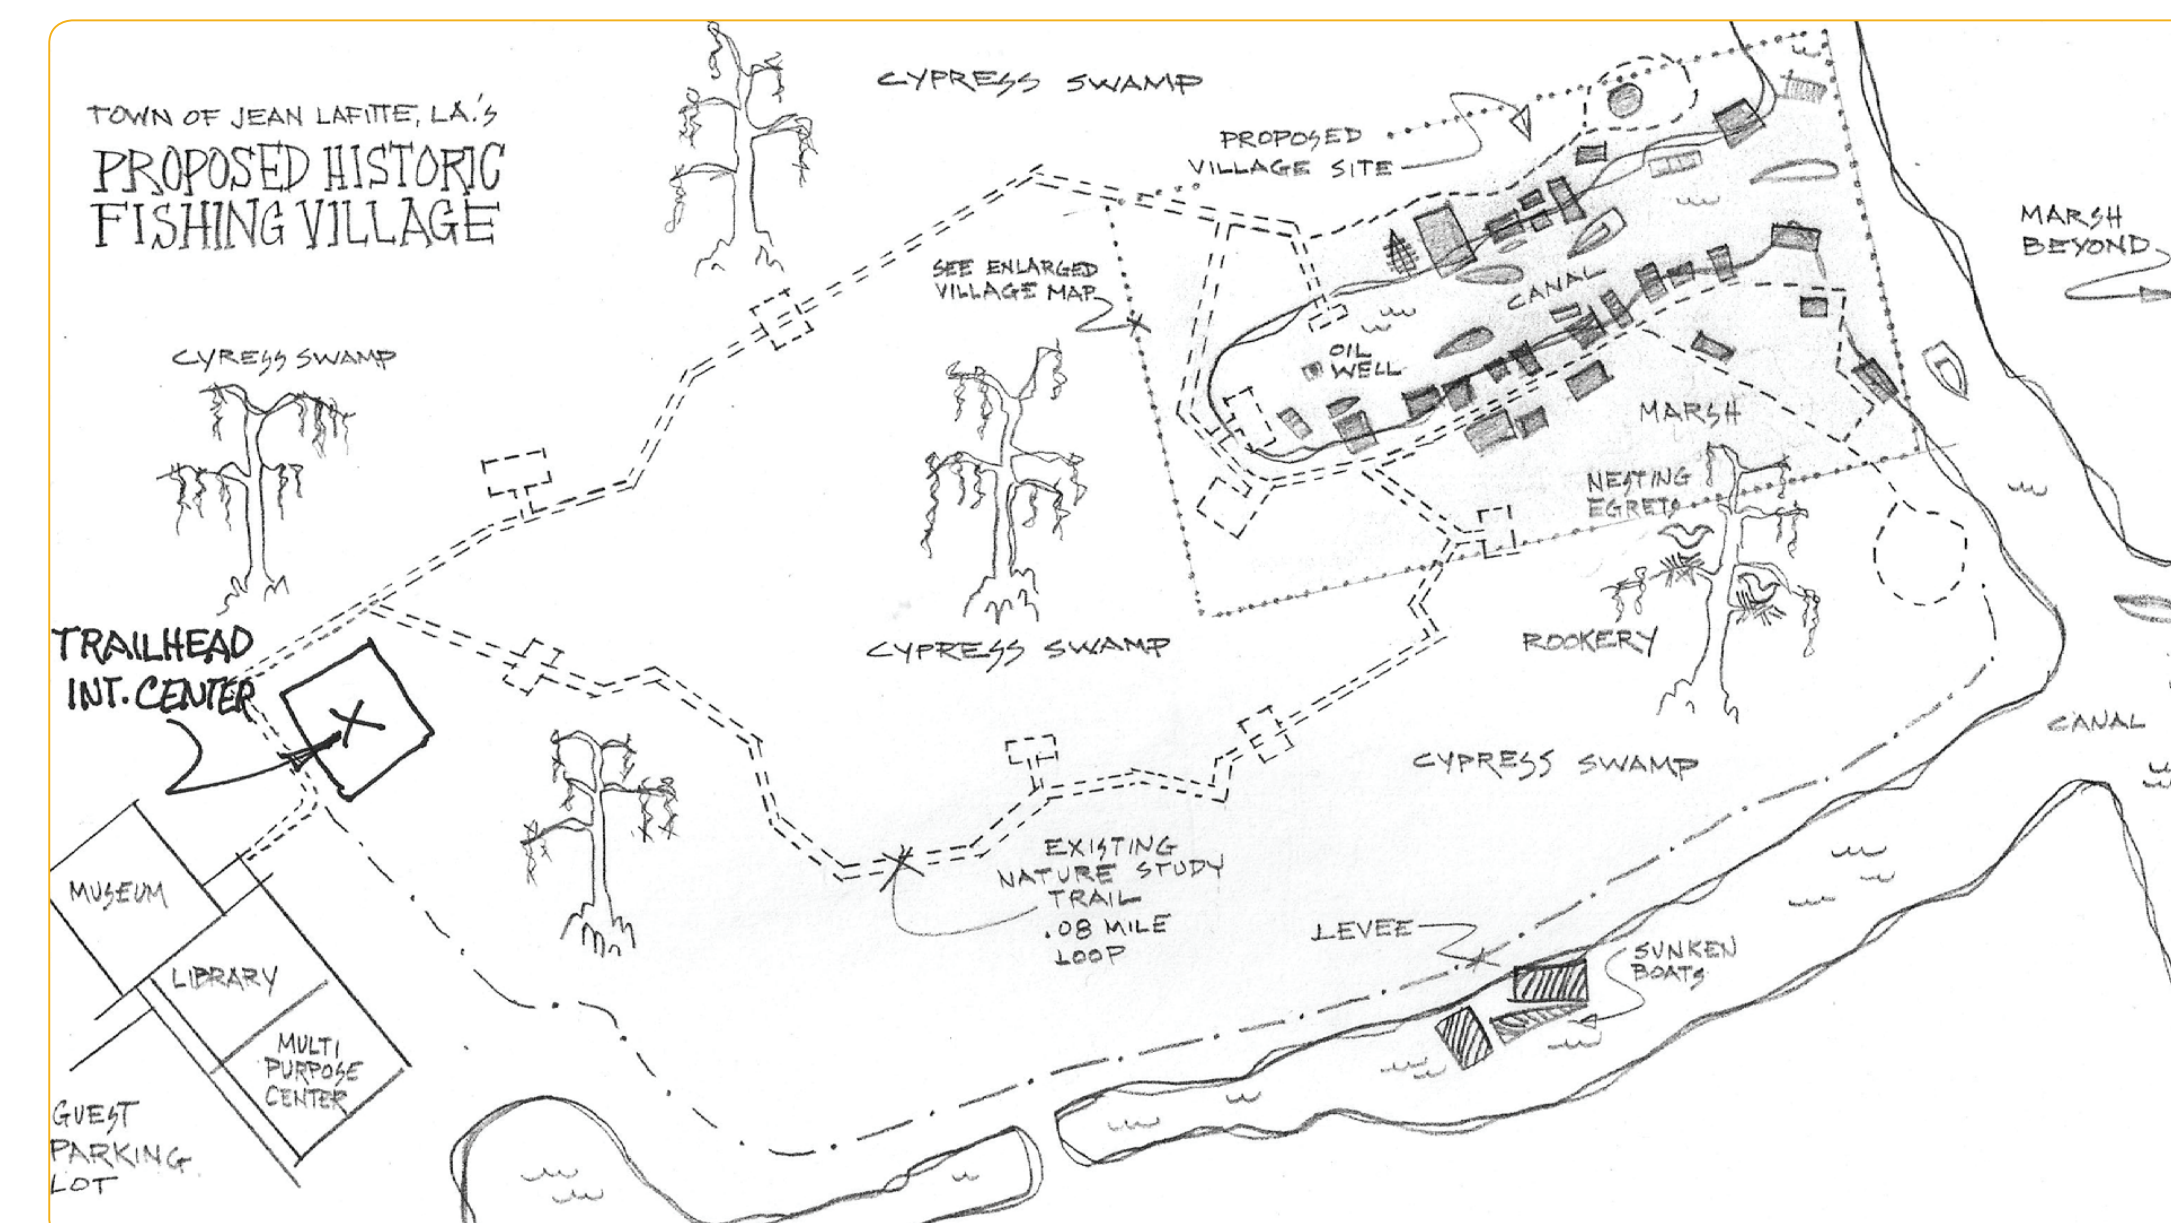 TOWN OF JEAN LAFITTE, LA.'S
PROPOSED HISTORIC
FISHING VILLAGE
CYPRESS SWAMP
PROPOSED
VILLAGE SITE
MARSH
BEYOND
SEE ENLARGED
VILLAGE MAP
CANAL
OIL
WELL
CYRESS SWAMP
MARSH
NESTING
EGRETS
ROOKERY
TRAILHEAD
INT. CENTER
CYPRESS SWAMP
CANAL
CYPRESS SWAMP
MUSEUM
EXISTING
NATURE STUDY
TRAIL
.08 MILE
LOOP
LEVEE
SUNKEN
BOATS
LIBRARY
MULTI
PURPOSE
CENTER
GUEST
PARKING
LOT